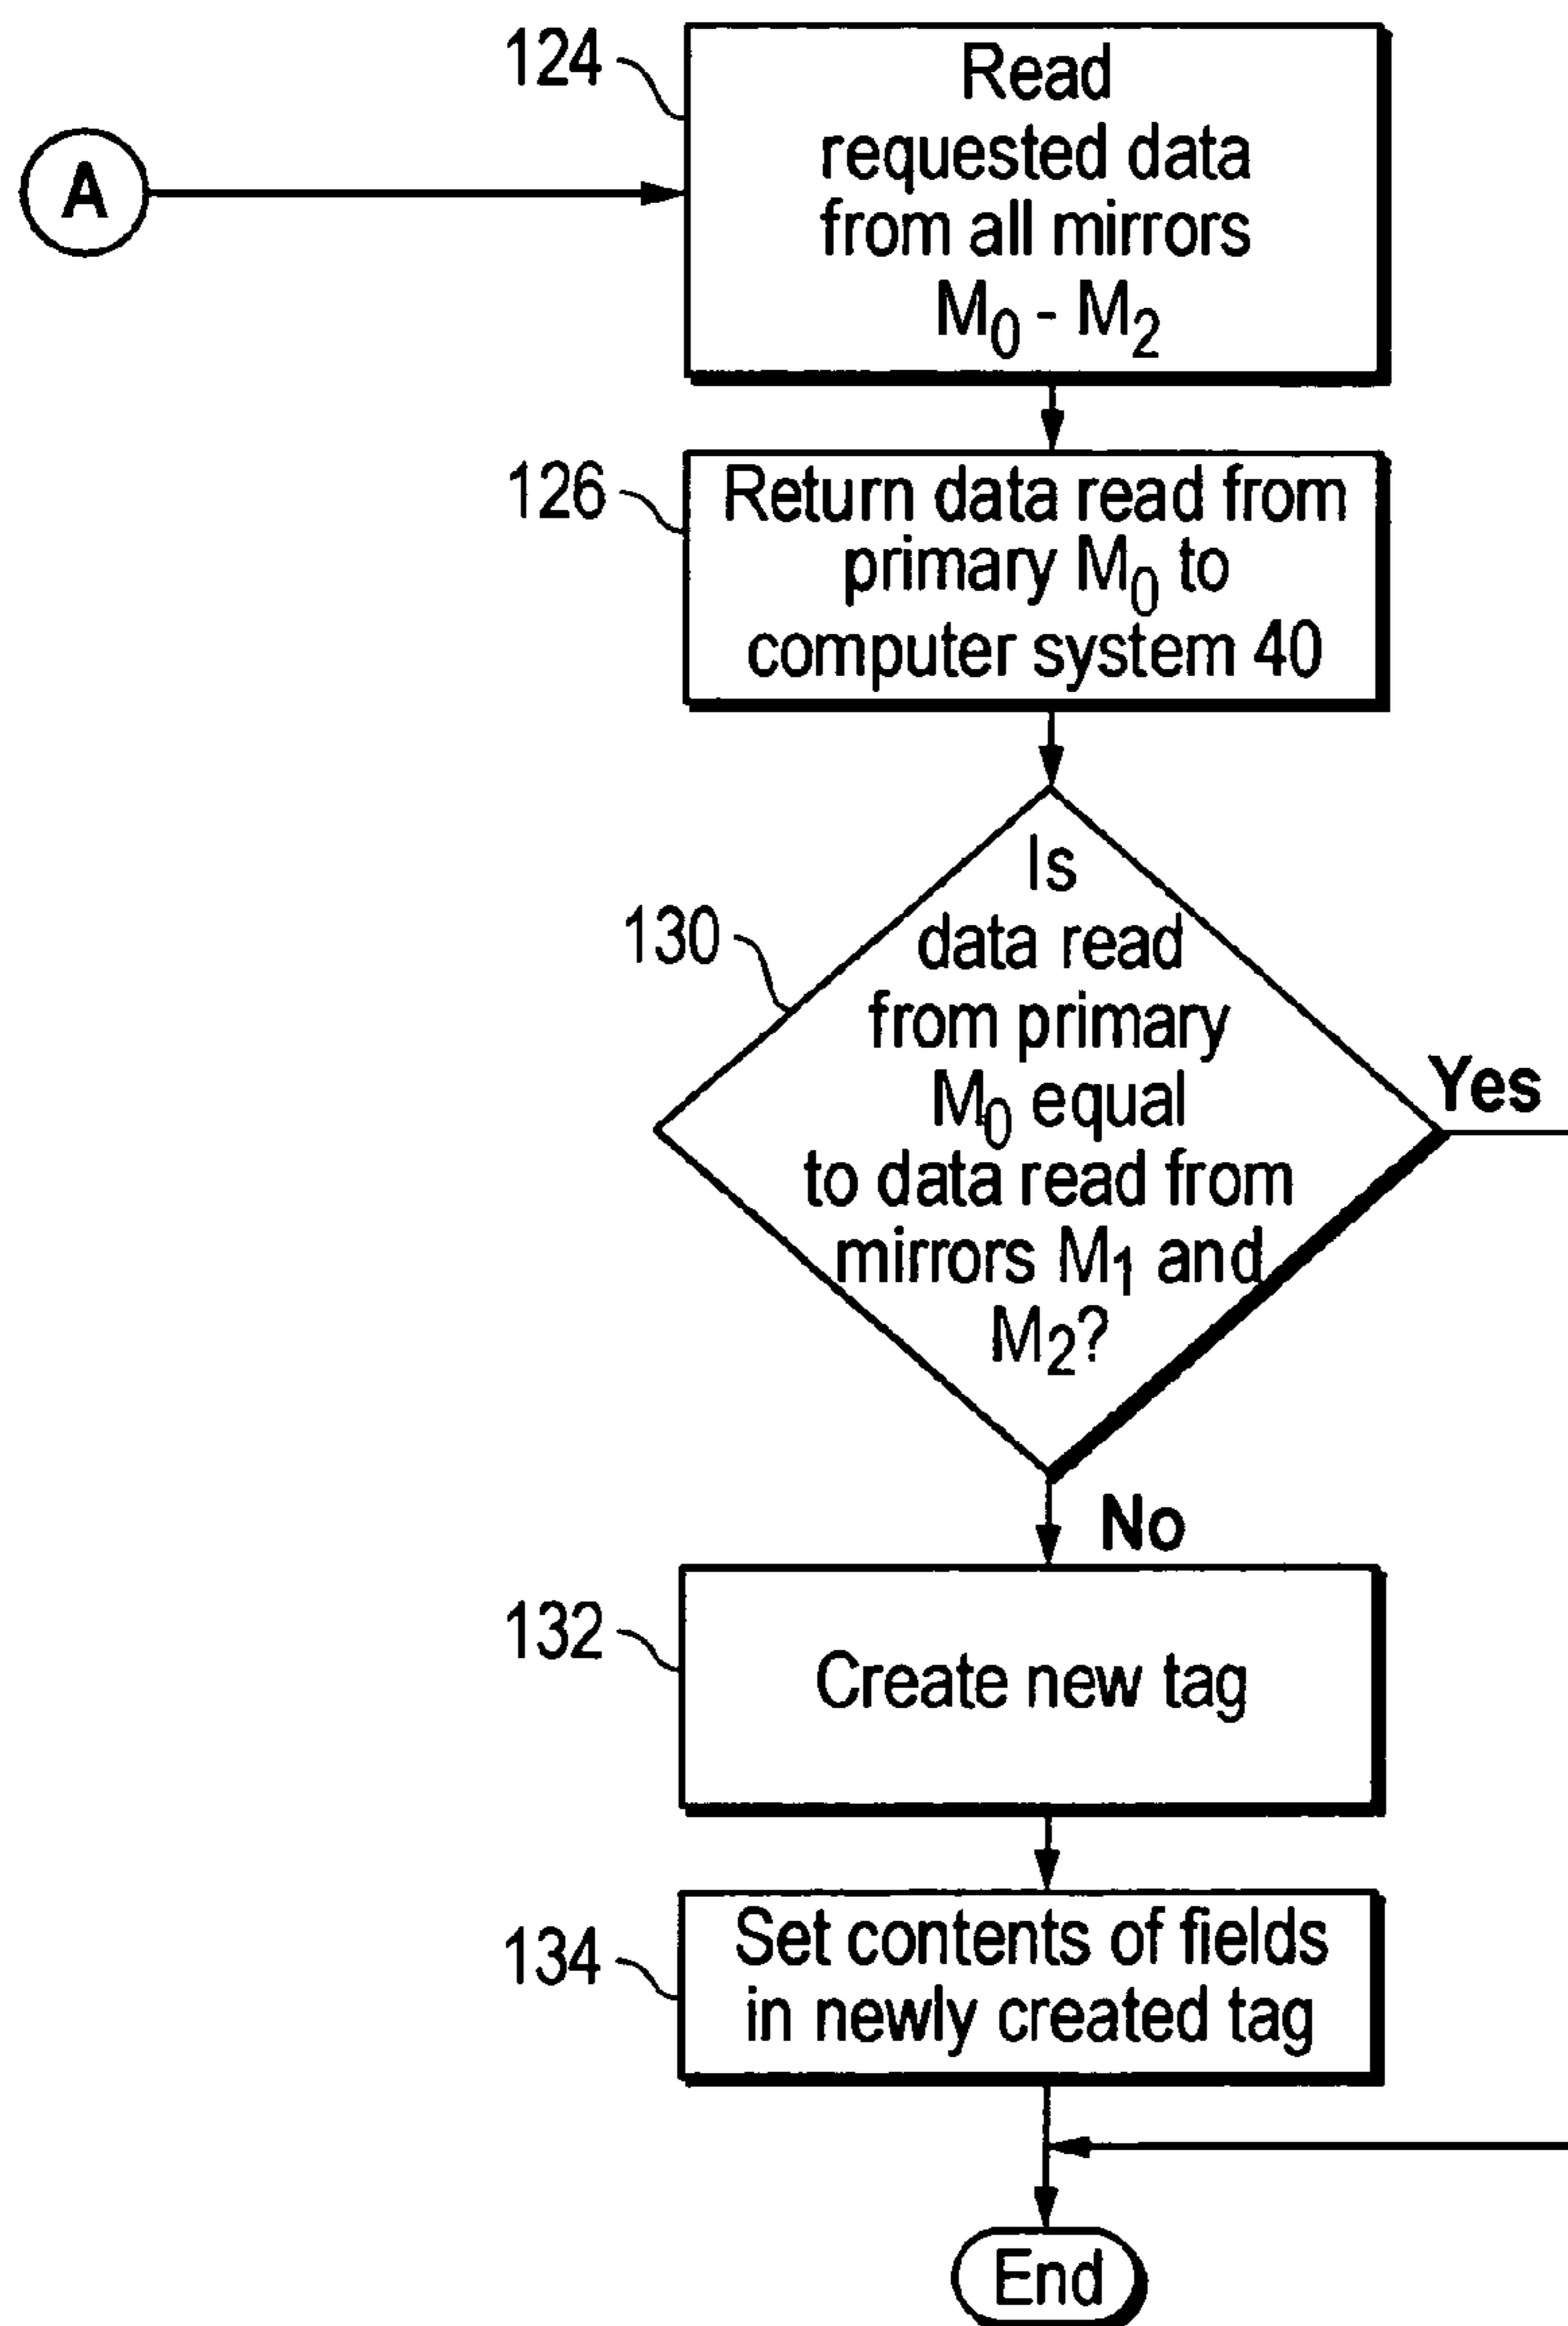 124
Read
requested data
from all mirrors
M0 - M2
A
126
Return data read from
primary M0 to
computer system 40
130
Is
data read
from primary
M0 equal
to data read from
mirrors M1 and
M2?
Yes
No
132
Create new tag
134
Set contents of fields
in newly created tag
End